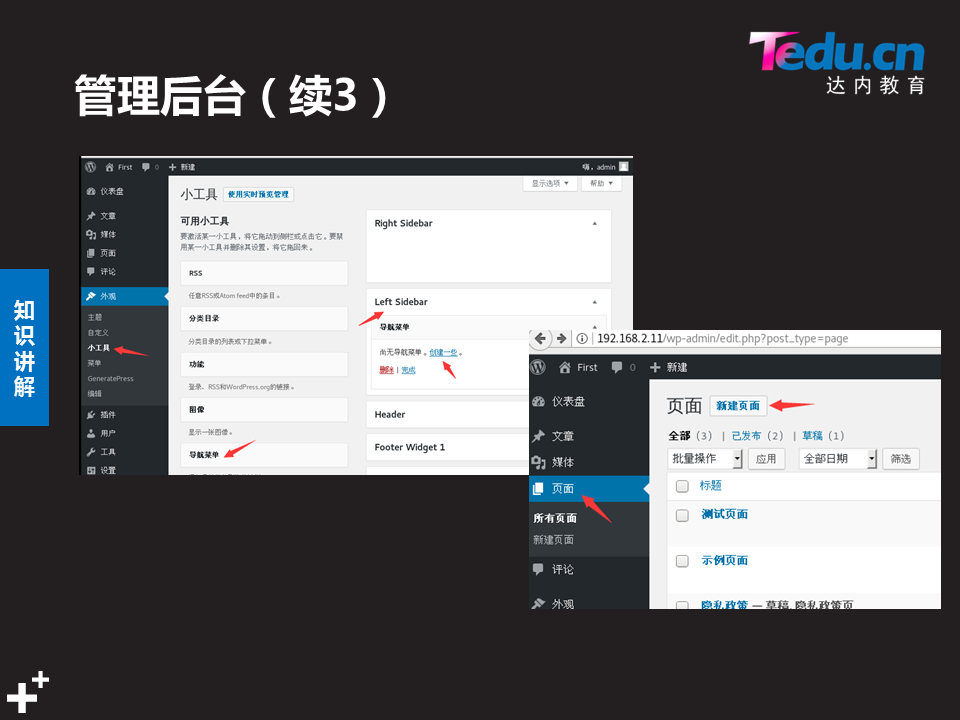 Tedu.cn
达内教育
管理后台（续3）
知识讲解
First 0 新建
嗨，admin
仪表盘
文章
媒体
页面
评论
外观
主题
自定义
小工具
菜单
GeneratePress
编辑
插件
用户
工具
设置
小工具 使用实时预览管理
显示选项 帮助
可用小工具
要激活某一小工具，将它拖动到侧栏或点击它。要禁
用某一小工具并删除其设置，将它拖回来。
RSS
任意RSS或Atom feed中的条目。
分类目录
分类目录的列表或下拉菜单。
功能
登录、RSS和WordPress.org的链接。
图像
显示一张图像。
导航菜单
Right Sidebar
Left Sidebar
导航菜单
尚无导航菜单。创建一些。
删除 | 完成
Header
Footer Widget 1
192.168.2.11/wp-admin/edit.php?post_type=page
First 0 新建
仪表盘
文章
媒体
页面
所有页面
新建页面
评论
外观
页面 新建页面
全部（3） | 已发布（2） | 草稿（1）
批量操作 应用 全部日期 筛选
标题
测试页面
示例页面
隐私政策 — 草稿, 隐私政策页